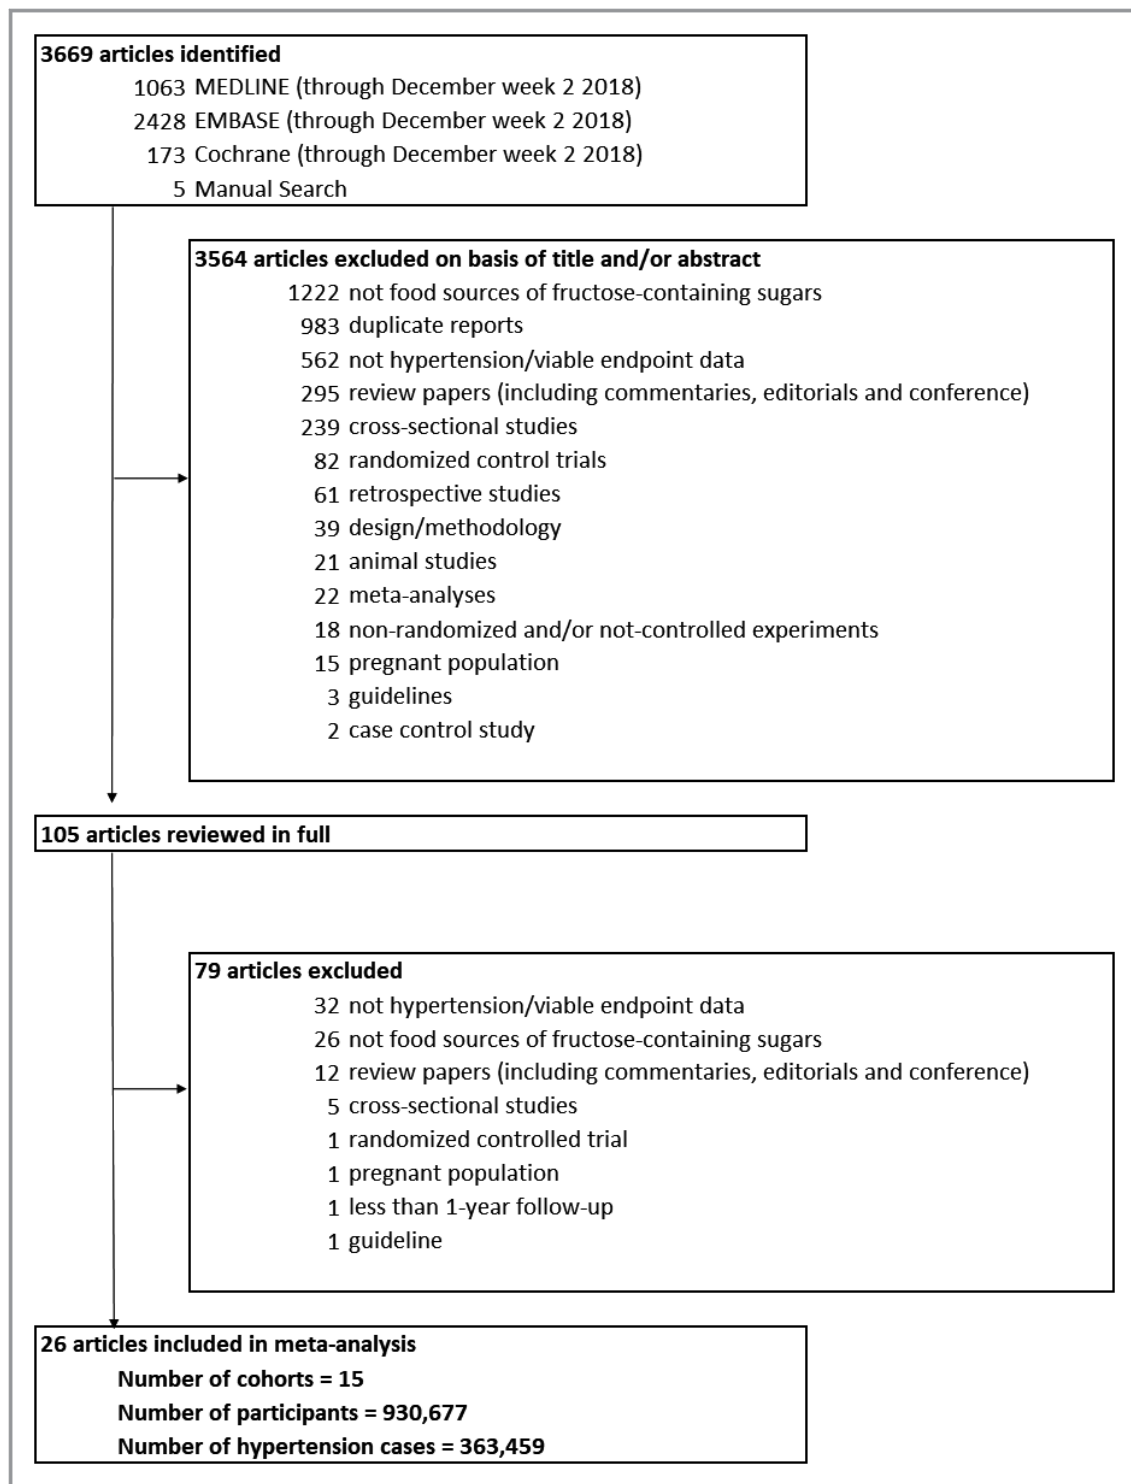 3669 articles identified
1063 MEDLINE (through December week 2 2018)
2428 EMBASE (through December week 2 2018)
173 Cochrane (through December week 2 2018)
5 Manual Search
3564 articles excluded on basis of title and/or abstract
1222 not food sources of fructose-containing sugars
983 duplicate reports
562 not hypertension/viable endpoint data
295 review papers (including commentaries, editorials and conference)
239 cross-sectional studies
82 randomized control trials
61 retrospective studies
39 design/methodology
21 animal studies
22 meta-analyses
18 non-randomized and/or not-controlled experiments
15 pregnant population
3 guidelines
2 case control study
105 articles reviewed in full
79 articles excluded
32 not hypertension/viable endpoint data
26 not food sources of fructose-containing sugars
12 review papers (including commentaries, editorials and conference)
5 cross-sectional studies
1 randomized controlled trial
1 pregnant population
1 less than 1-year follow-up
1 guideline
26 articles included in meta-analysis
Number of cohorts = 15
Number of participants = 930,677
Number of hypertension cases = 363,459